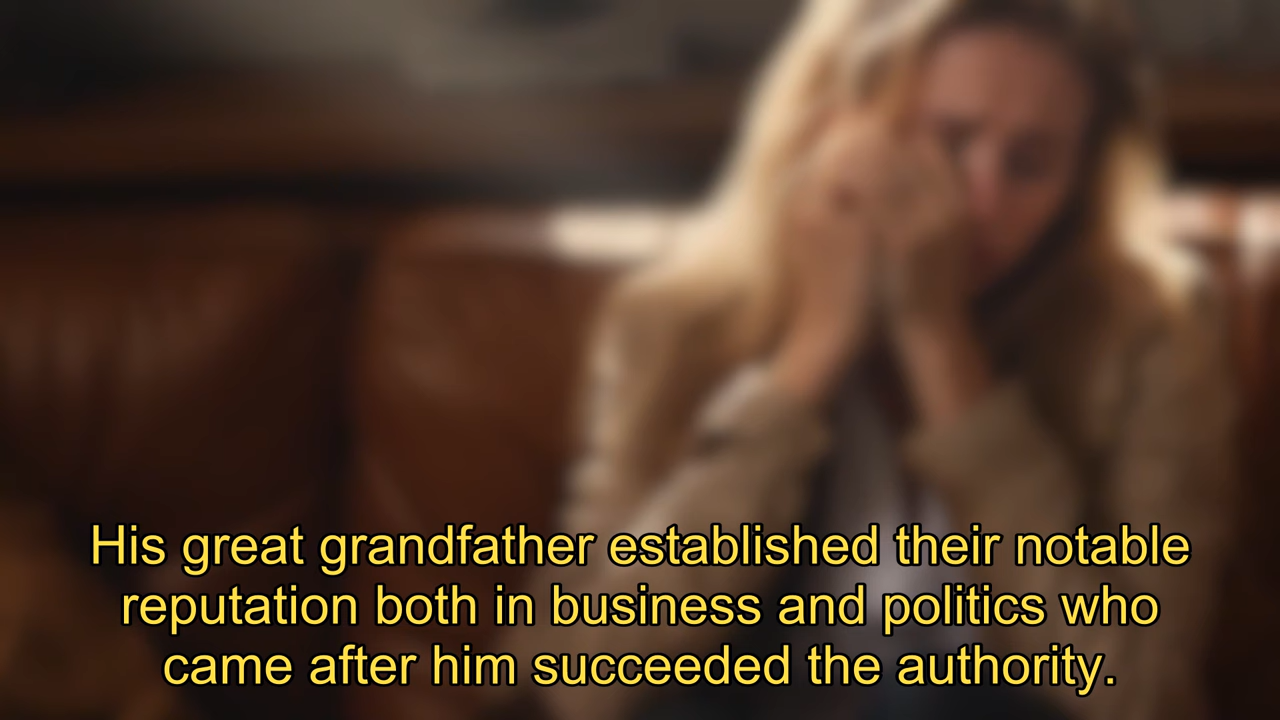 His great grandfather established their notable
reputation both in business and politics who
came after him succeeded the authority.